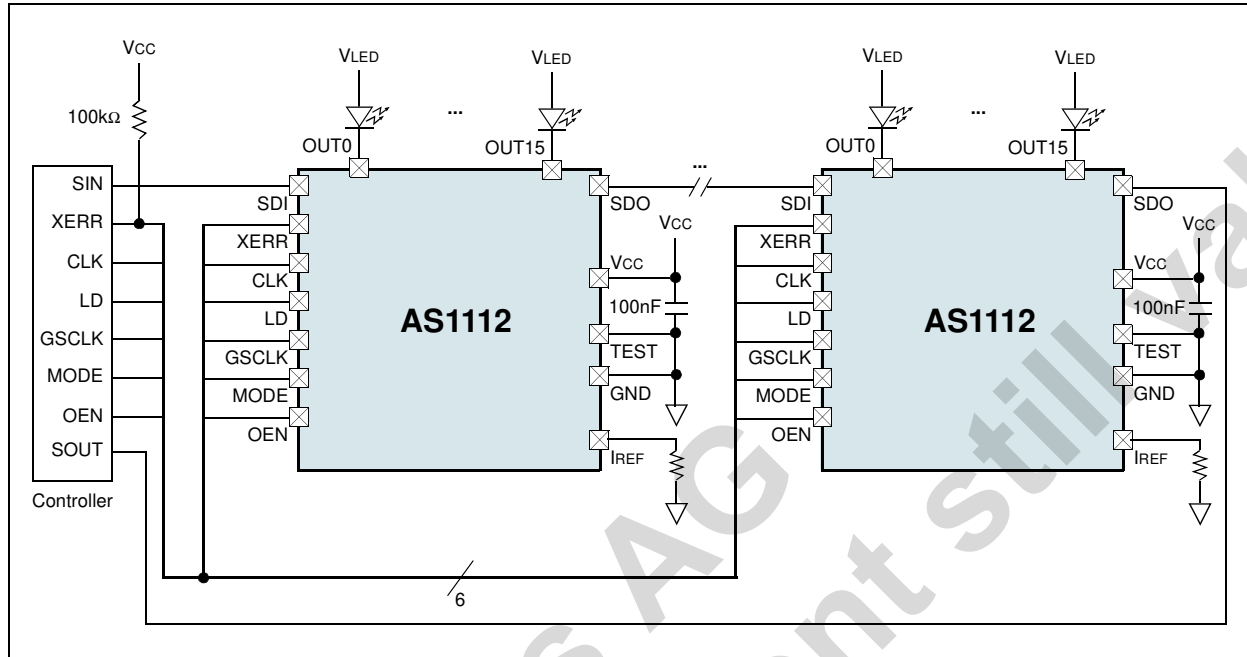 VCC
100kΩ
SIN
XERR
CLK
LD
GSCLK
MODE
OEN
SOUT
Controller
VLED
...
VLED
OUT0
OUT15
SDI
XERR
CLK
LD
GSCLK
MODE
OEN
AS1112
SDO
VCC
VCC
100nF
TEST
GND
IREF
...
VLED
...
VLED
OUT0
OUT15
SDI
XERR
CLK
LD
GSCLK
MODE
OEN
AS1112
SDO
VCC
VCC
100nF
TEST
GND
IREF
6
AG
still